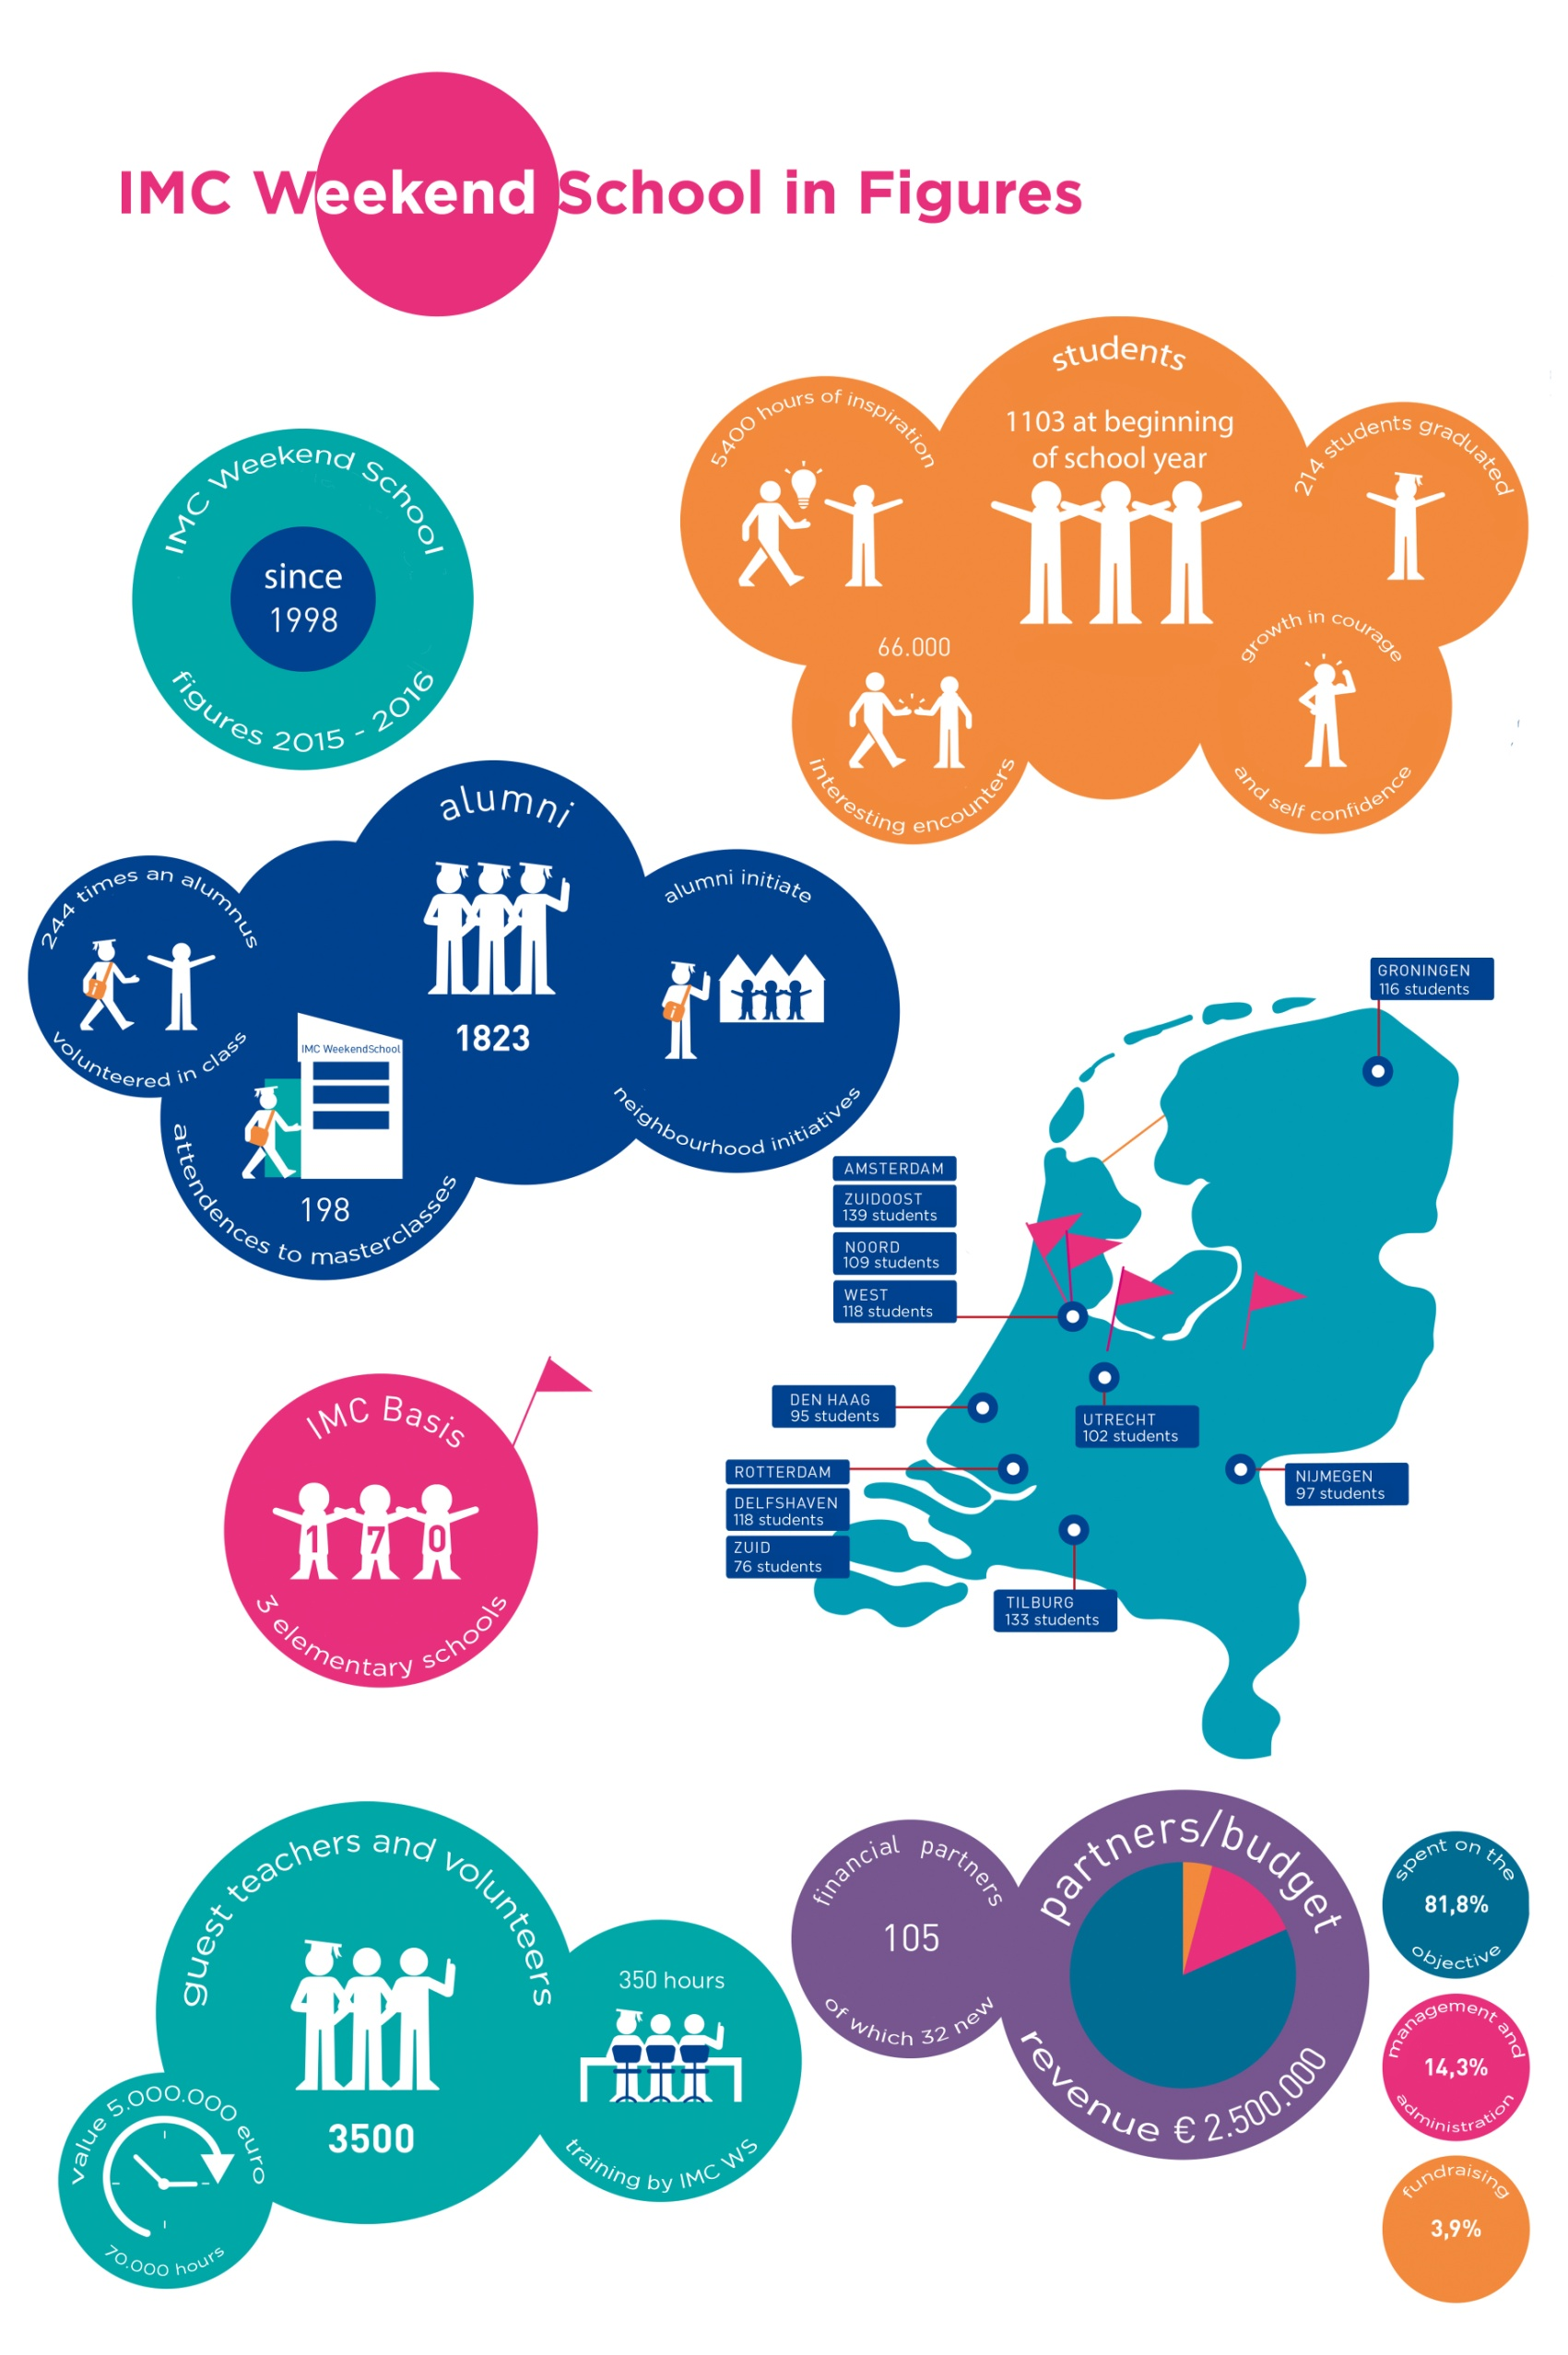 IMC Weekend School in Figures
IMC Weekend School
since
1998
figures 2015 - 2016
students
1103 at beginning
of school year
5400 hours of inspiration
214 students graduated
66.000
interesting encounters
growth in courage
and self confidence
alumni
1823
244 times an alumnus
volunteered in class
IMC WeekendSchool
198
attendences to masterclasses
alumni initiate
neighbourhood initiatives
GRONINGEN
116 students
AMSTERDAM
ZUIDOOST
139 students
NOORD
109 students
WEST
118 students
DEN HAAG
95 students
UTRECHT
102 students
ROTTERDAM
DELFSHAVEN
118 students
ZUID
76 students
NIJMEGEN
97 students
TILBURG
133 students
IMC Basis
170
3 elementary schools
guest teachers and volunteers
3500
350 hours
training by IMC WS
value 5.000.000 euro
70.000 hours
financial partners
105
of which 32 new
partners/budget
revenue € 2.500.000
spent on the
81,8%
objective
management and
14,3%
administration
fundraising
3,9%